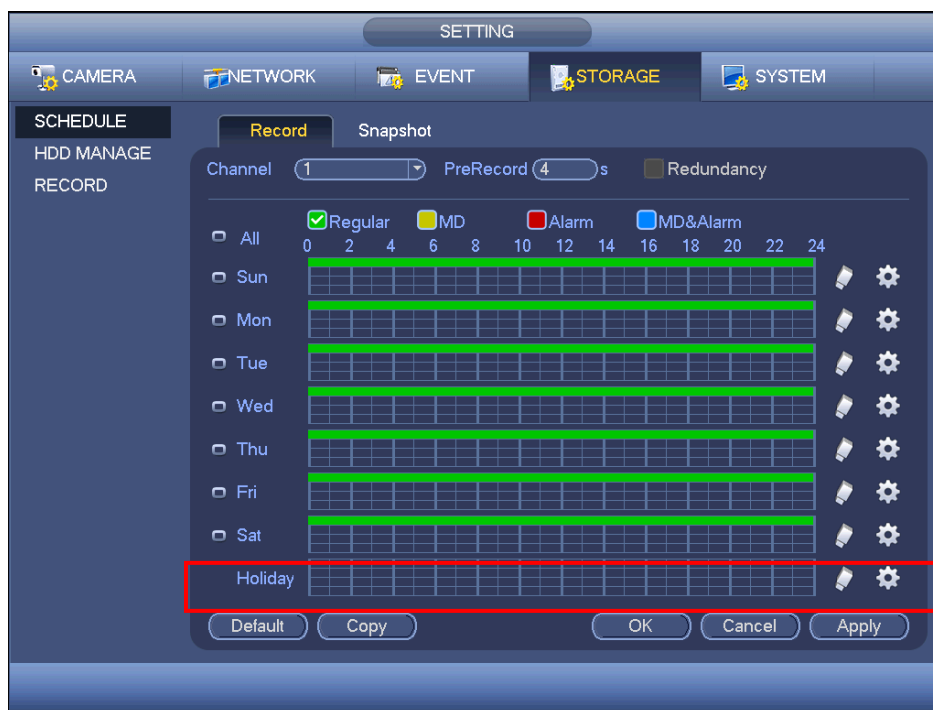 SETTING
CAMERA NETWORK EVENT STORAGE SYSTEM
SCHEDULE
HDD MANAGE
RECORD
Record Snapshot
Channel 1 PreRecord 4 s Redundancy
Regular MD Alarm MD&Alarm
All 0 2 4 6 8 10 12 14 16 18 20 22 24
Sun
Mon
Tue
Wed
Thu
Fri
Sat
Holiday
Default Copy OK Cancel Apply